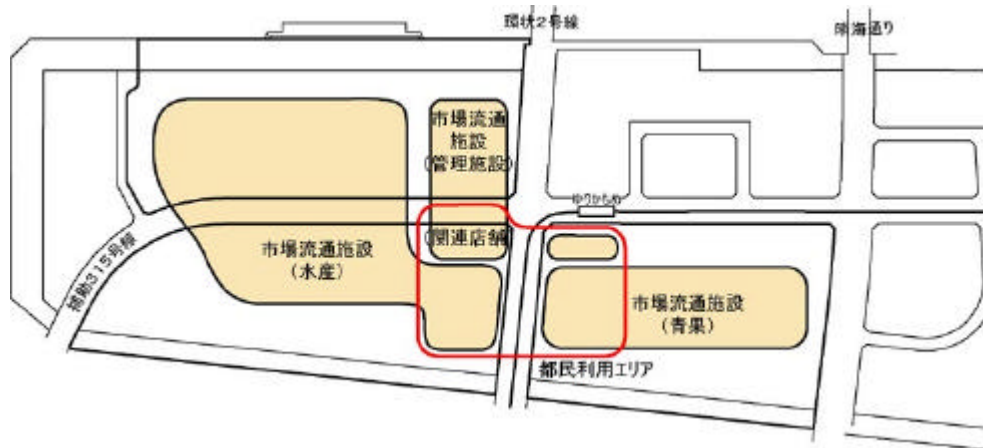 環状2号線
晴海通り
市場流通
施設
(管理施設)
ゆりかもめ
(関連店舗)
市場流通施設
(水産)
補助315号線
市場流通施設
(青果)
都民利用エリア